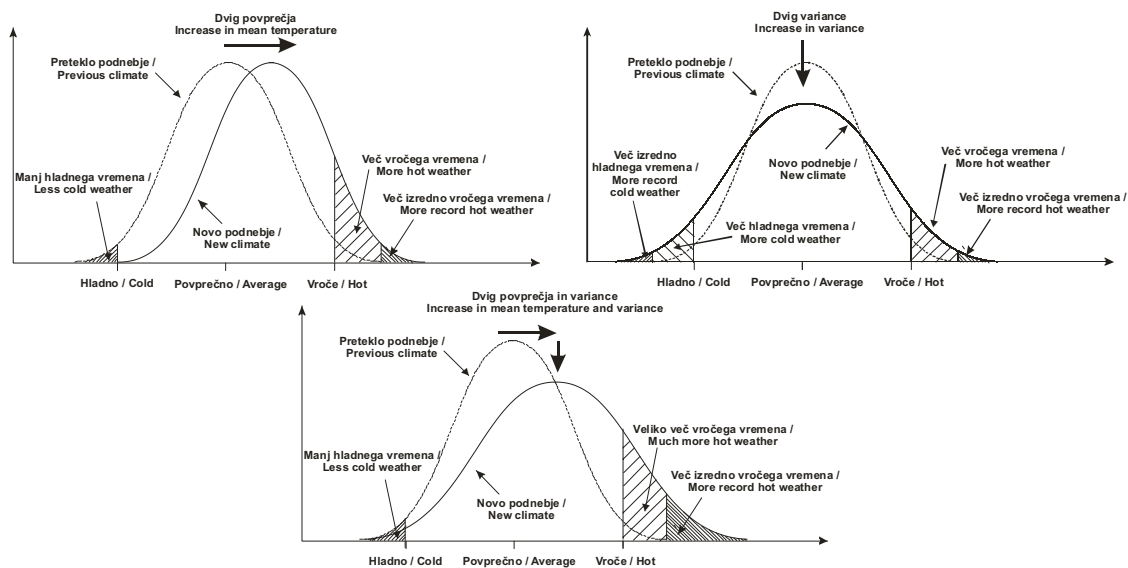 Dvig povprečja
Increase in mean temperature
Preteklo podnebje /
Previous climate
Manj hladnega vremena /
Less cold weather
Novo podnebje /
New climate
Več vročega vremena /
More hot weather
Več izredno vročega vremena /
More record hot weather
Hladno / Cold
Povprečno / Average
Vroče / Hot
Dvig variance
Increase in variance
Preteklo podnebje /
Previous climate
Več izredno
hladnega vremena /
More record
cold weather
Novo podnebje /
New climate
Več hladnega vremena /
More cold weather
Več vročega vremena /
More hot weather
Več izredno vročega vremena /
More record hot weather
Hladno / Cold
Povprečno / Average
Vroče / Hot
Dvig povprečja in variance
Increase in mean temperature and variance
Preteklo podnebje /
Previous climate
Manj hladnega vremena /
Less cold weather
Novo podnebje /
New climate
Veliko več vročega vremena /
Much more hot weather
Več izredno vročega vremena /
More record hot weather
Hladno / Cold
Povprečno / Average
Vroče / Hot